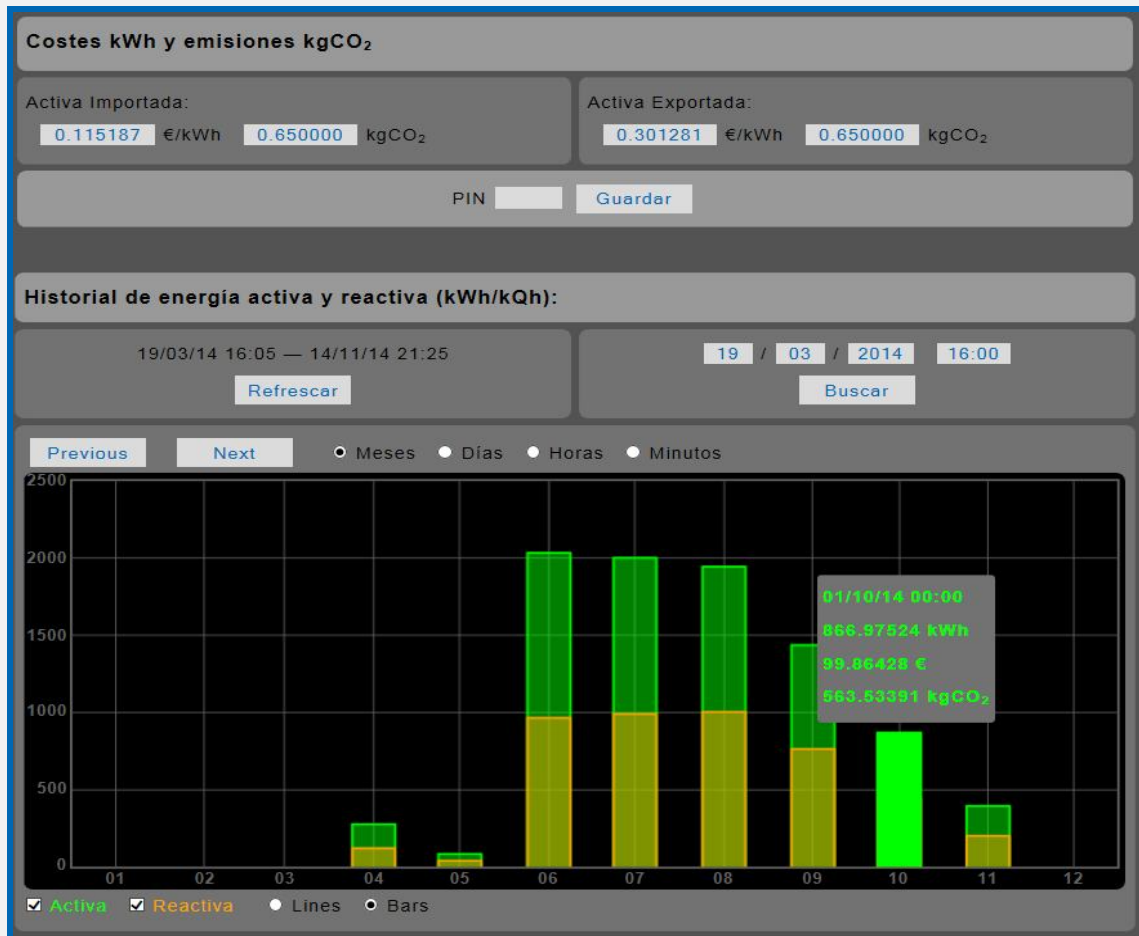 Costes kWh y emisiones kgCO₂
Activa Importada:
0.115187 €/kWh 0.650000 kgCO₂
Activa Exportada:
0.301281 €/kWh 0.650000 kgCO₂
PIN Guardar
Historial de energía activa y reactiva (kWh/kQh):
19/03/14 16:05 — 14/11/14 21:25
Refrescar
19 / 03 / 2014 16:00
Buscar
Previous Next Meses Días Horas Minutos
2500
2000
1500
1000
500
0
01/10/14 00:00
866.97524 kWh
99.86428 €
563.53391 kgCO₂
01 02 03 04 05 06 07 08 09 10 11 12
Activa Reactiva Lines Bars